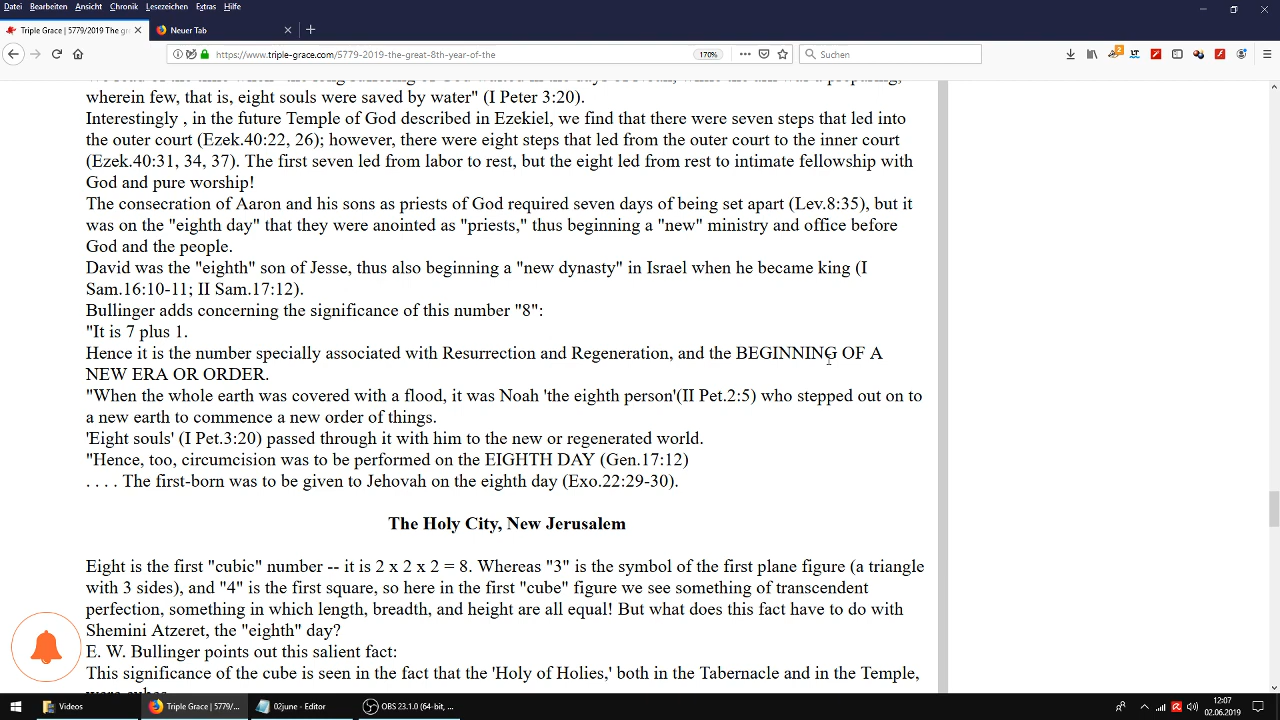 Datei Bearbeiten Ansicht Chronik Lesezeichen Extras Hilfe
Triple Grace | 5779/2019 The gr
Neuer Tab
https://www.triple-grace.com/5779-2019-the-great-8th-year-of-the
170%
Suchen
wherein few, that is, eight souls were saved by water" (I Peter 3:20).
Interestingly , in the future Temple of God described in Ezekiel, we find that there were seven steps that led into
the outer court (Ezek.40:22, 26); however, there were eight steps that led from the outer court to the inner court
(Ezek.40:31, 34, 37). The first seven led from labor to rest, but the eight led from rest to intimate fellowship with
God and pure worship!
The consecration of Aaron and his sons as priests of God required seven days of being set apart (Lev.8:35), but it
was on the "eighth day" that they were anointed as "priests," thus beginning a "new" ministry and office before
God and the people.
David was the "eighth" son of Jesse, thus also beginning a "new dynasty" in Israel when he became king (I
Sam.16:10-11; II Sam.17:12).
Bullinger adds concerning the significance of this number "8":
"It is 7 plus 1.
Hence it is the number specially associated with Resurrection and Regeneration, and the BEGINNING OF A
NEW ERA OR ORDER.
"When the whole earth was covered with a flood, it was Noah 'the eighth person'(II Pet.2:5) who stepped out on to
a new earth to commence a new order of things.
'Eight souls' (I Pet.3:20) passed through it with him to the new or regenerated world.
"Hence, too, circumcision was to be performed on the EIGHTH DAY (Gen.17:12)
. . . . The first-born was to be given to Jehovah on the eighth day (Exo.22:29-30).
The Holy City, New Jerusalem
Eight is the first "cubic" number -- it is 2 x 2 x 2 = 8. Whereas "3" is the symbol of the first plane figure (a triangle
with 3 sides), and "4" is the first square, so here in the first "cube" figure we see something of transcendent
perfection, something in which length, breadth, and height are all equal! But what does this fact have to do with
Shemini Atzeret, the "eighth" day?
E. W. Bullinger points out this salient fact:
This significance of the cube is seen in the fact that the 'Holy of Holies,' both in the Tabernacle and in the Temple,
Videos
Triple Grace | 5779/...
02june - Editor
OBS 23.1.0 (64-bit, ...
12:07
02.06.2019